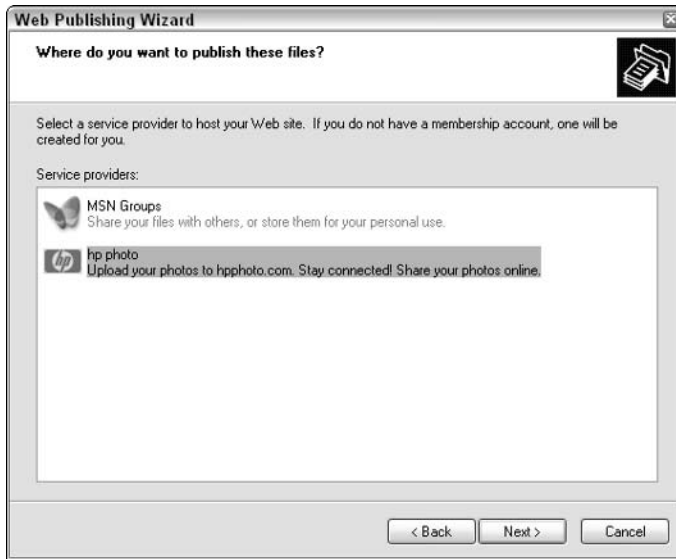 Web Publishing Wizard
Where do you want to publish these files?
Select a service provider to host your Web site. If you do not have a membership account, one will be
created for you.
Service providers:
MSN Groups
Share your files with others, or store them for your personal use.
hp
hp photo
Upload your photos to hpphoto.com. Stay connected! Share your photos online.
< Back
Next >
Cancel